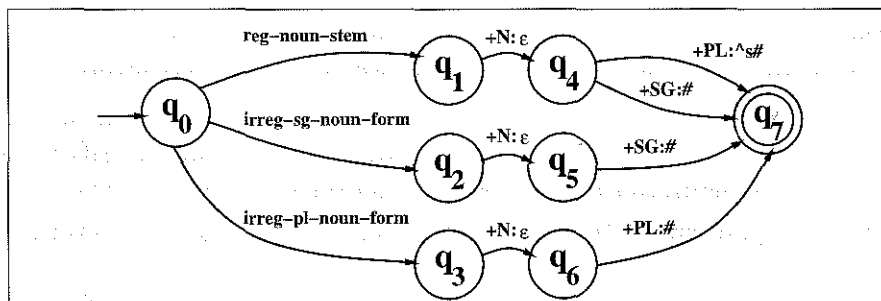 reg-noun-stem
+N:ε
+PL:^s#
q1
q4
+SG:#
q0
irreg-sg-noun-form
+N:ε
+SG:#
q7
q2
q5
irreg-pl-noun-form
+N:ε
+PL:#
q3
q6